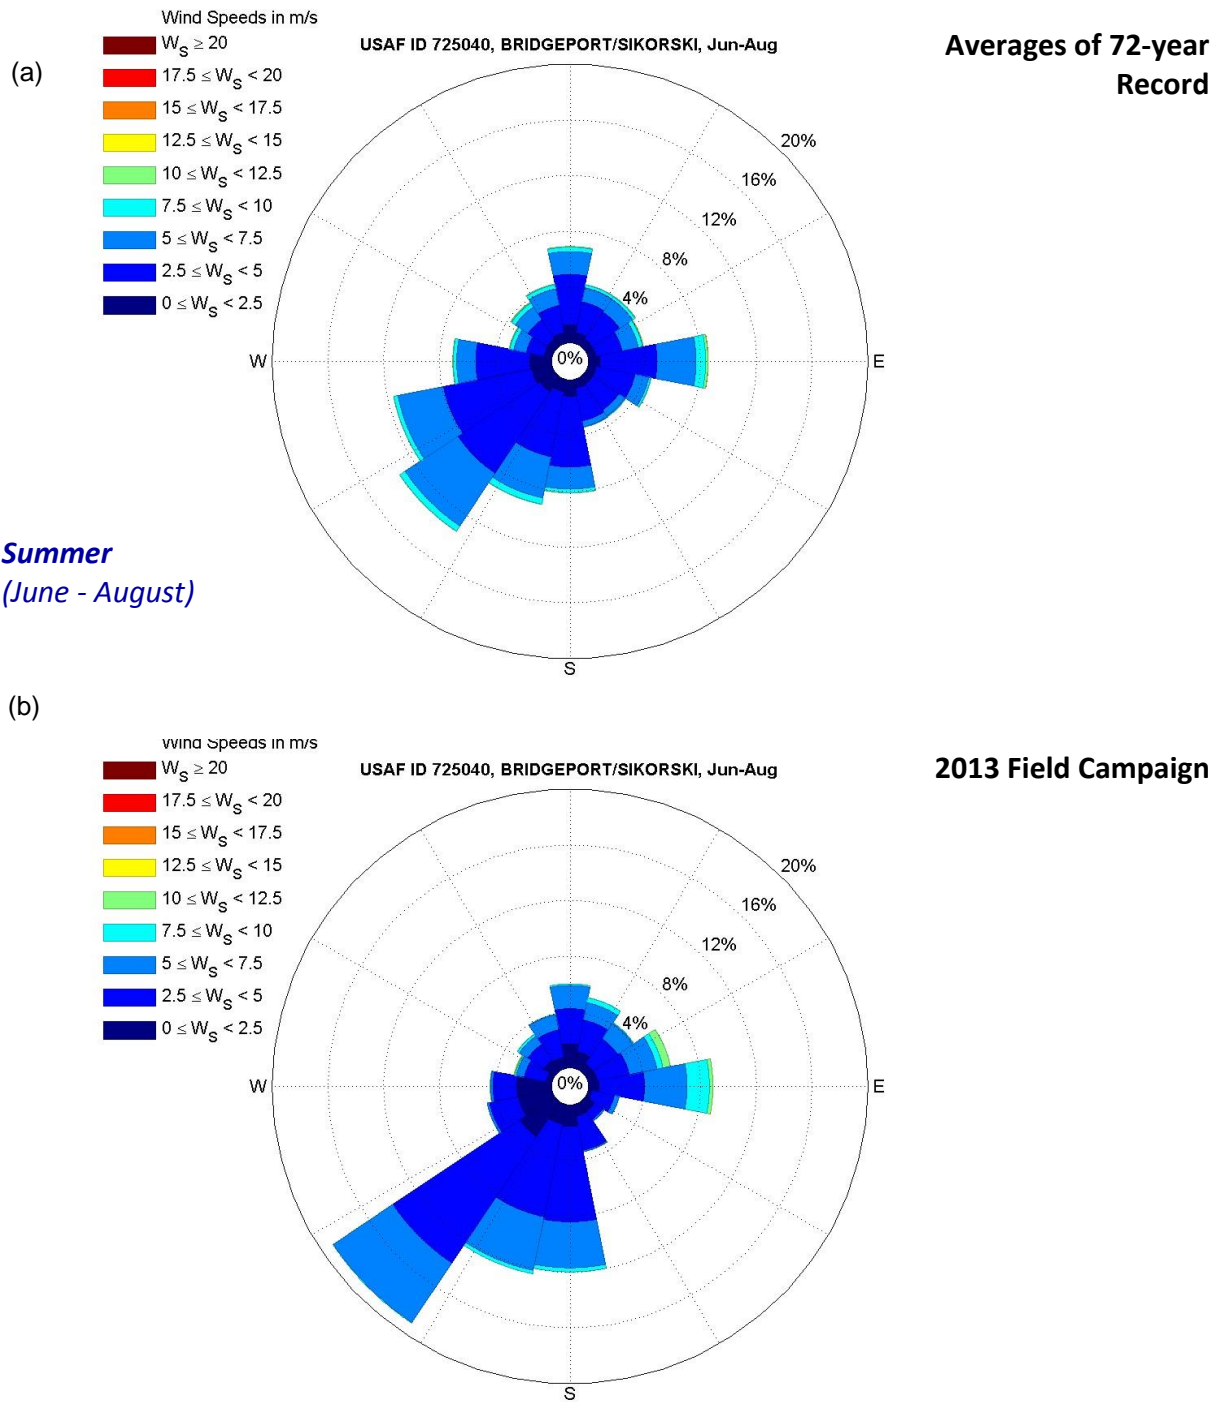 Wind Speeds in m/s
W_S ≥ 20
17.5 ≤ W_S < 20
15 ≤ W_S < 17.5
12.5 ≤ W_S < 15
10 ≤ W_S < 12.5
7.5 ≤ W_S < 10
5 ≤ W_S < 7.5
2.5 ≤ W_S < 5
0 ≤ W_S < 2.5
(a)
USAF ID 725040, BRIDGEPORT/SIKORSKI, Jun-Aug
Averages of 72-year
Record
20%
16%
12%
8%
4%
0%
W
E
S
Summer
(June - August)
(b)
Wind Speeds in m/s
W_S ≥ 20
17.5 ≤ W_S < 20
15 ≤ W_S < 17.5
12.5 ≤ W_S < 15
10 ≤ W_S < 12.5
7.5 ≤ W_S < 10
5 ≤ W_S < 7.5
2.5 ≤ W_S < 5
0 ≤ W_S < 2.5
USAF ID 725040, BRIDGEPORT/SIKORSKI, Jun-Aug
2013 Field Campaign
20%
16%
12%
8%
4%
0%
W
E
S